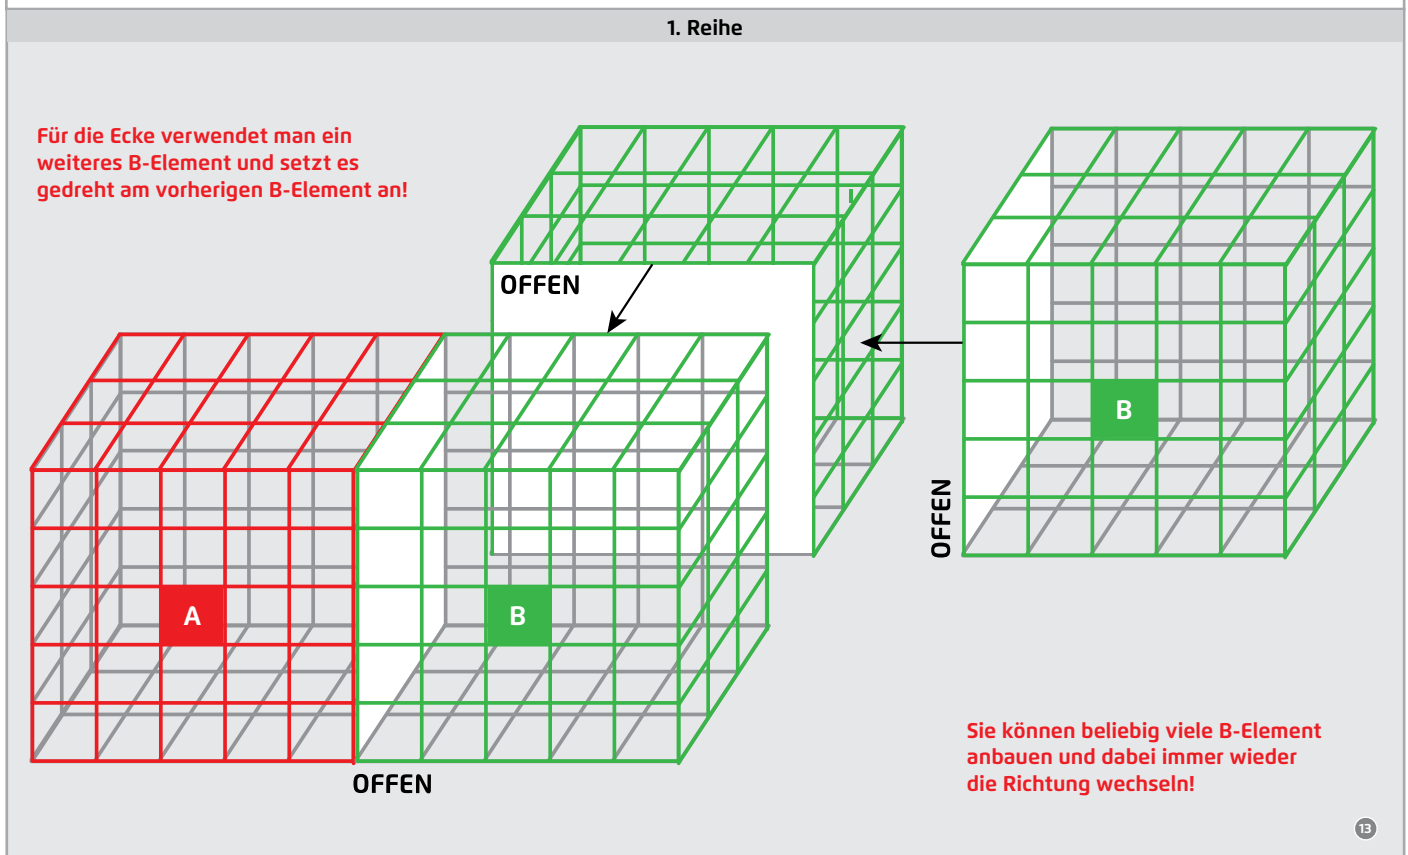 1. Reihe
Für die Ecke verwendet man ein
weiteres B-Element und setzt es
gedreht am vorherigen B-Element an!
OFFEN
B
OFFEN
A
B
OFFEN
Sie können beliebig viele B-Element
anbauen und dabei immer wieder
die Richtung wechseln!
13